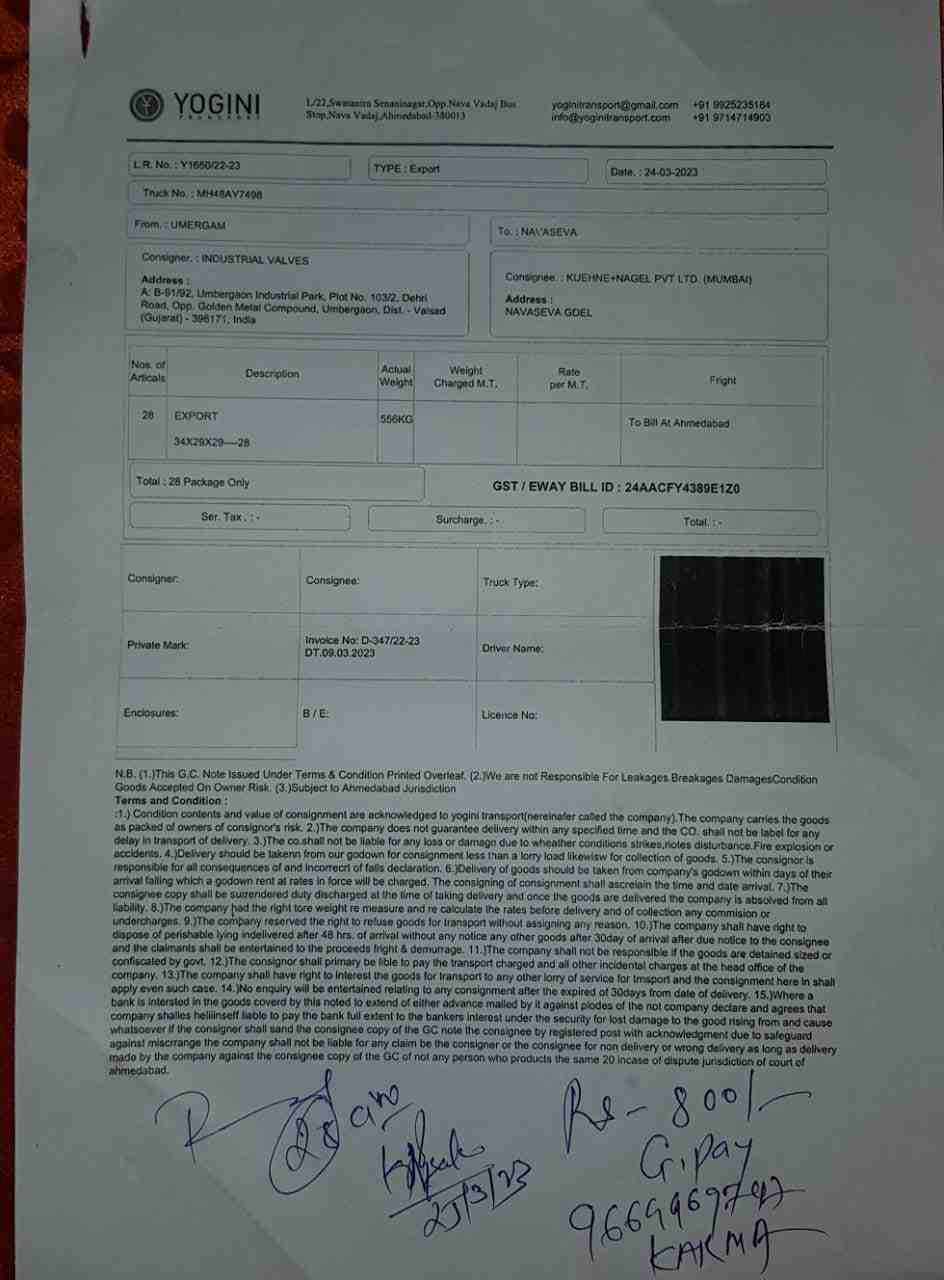 YOGINI
TRANSPORT
L/22,Swatantra Senaninagar,Opp.Nava Vadaj Bus
Stop,Nava Vadaj,Ahmedabad-380013
yoginitransport@gmail.com +91 9925235184
info@yoginitransport.com +91 9714714903
L.R. No. : Y1650/22-23
TYPE : Export
Date. : 24-03-2023
Truck No. : MH48AY7498
From. : UMERGAM
To. : NAVASEVA
Consigner. : INDUSTRIAL VALVES
Address :
A: B-91/92, Umbergaon Industrial Park, Plot No. 103/2, Dehri
Road, Opp. Golden Metal Compound, Umbergaon, Dist. - Valsad
(Gujarat) - 396171, India
Consignee. : KUEHNE+NAGEL PVT LTD. (MUMBAI)
Address :
NAVASEVA GDEL
Nos. of
Articals
Description
Actual
Weight
Weight
Charged M.T.
Rate
per M.T.
Fright
28 EXPORT 556KG To Bill At Ahmedabad
34X29X29----28
Total : 28 Package Only
GST / EWAY BILL ID : 24AACFY4389E1Z0
Ser. Tax . : -
Surcharge. : -
Total. : -
Consigner:
Consignee:
Truck Type:
Private Mark:
Invoice No: D-347/22-23
DT.09.03.2023
Driver Name:
Enclosures:
B / E:
Licence No:
N.B. (1.)This G.C. Note Issued Under Terms & Condition Printed Overleaf. (2.)We are not Responsible For Leakages Breakages DamagesCondition
Goods Accepted On Owner Risk. (3.)Subject to Ahmedabad Jurisdiction
Terms and Condition :
:1.) Condition contents and value of consignment are acknowledged to yogini transport(nereinafer called the company).The company carries the goods
as packed of owners of consignor's risk. 2.)The company does not guarantee delivery within any specified time and the CO. shall not be label for any
delay in transport of delivery. 3.)The co.shall not be liable for any loss or damago due to wheather conditions strikes,riotes disturbance.Fire explosion or
accidents. 4.)Delivery should be takenn from our godown for consignment less than a lorry load likewisw for collection of goods. 5.)The consignor is
responsible for all consequences of and Incorrecrl of falls declaration. 6.)Delivery of goods should be taken from company's godown within days of their
arrival falling which a godown rent at rates in force will be charged. The consigning of consignment shall ascrelain the time and date arrival. 7.)The
consignee copy shall be surrendered duty discharged at the time of taking delivery and once the goods are delivered the company is absolved from all
liability. 8.)The company had the right tore weight re measure and re calculate the rates before delivery and of collection any commision or
undercharges. 9.)The company reserved the right to refuse goods for transport without assigning any reason. 10.)The company shall have right to
dispose of perishable lying indelivered after 48 hrs. of arrival without any notice any other goods after 30day of arrival after due notice to the consignee
and the claimants shall be entertained to the proceeds fright & demurrage. 11.)The company shall not be responsible if the goods are detained sized or
confiscated by govt. 12.)The consignor shall primary be lible to pay the transport charged and all other incidental charges at the head office of the
company. 13.)The company shall have right to interest the goods for transport to any other lorry of service for tmsport and the consignment here in shall
apply even such case. 14.)No enquiry will be entertained relating to any consignment after the expired of 30days from date of delivery. 15.)Where a
bank is intersted in the goods coverd by this noted to extend of either advance mailed by it against plodes of the not company declare and agrees that
company shalles heliiinself liable to pay the bank full extent to the bankers interest under the security for lost damage to the good rising from and cause
whatsoever if the consigner shall sand the consignee copy of the GC note the consignee by registered post with acknowledgment due to safeguard
against miscrrange the company shall not be liable for any claim be the consigner or the consignee for non delivery or wrong delivery as long as delivery
made by the company against the consignee copy of the GC of not any person who products the same 20 incase of dispute jurisdiction of court of
ahmedabad.
28
25/3/23
Rs - 800/-
G.pay
KARMA